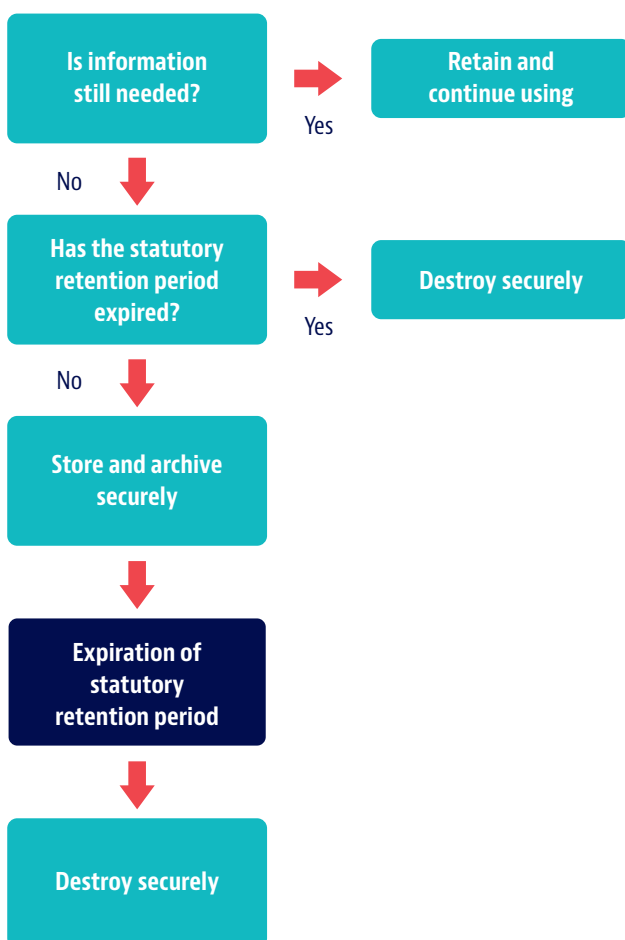 Is information
still needed?
Yes
Retain and
continue using
No
Has the statutory
retention period
expired?
Yes
Destroy securely
No
Store and archive
securely
Expiration of
statutory
retention period
Destroy securely